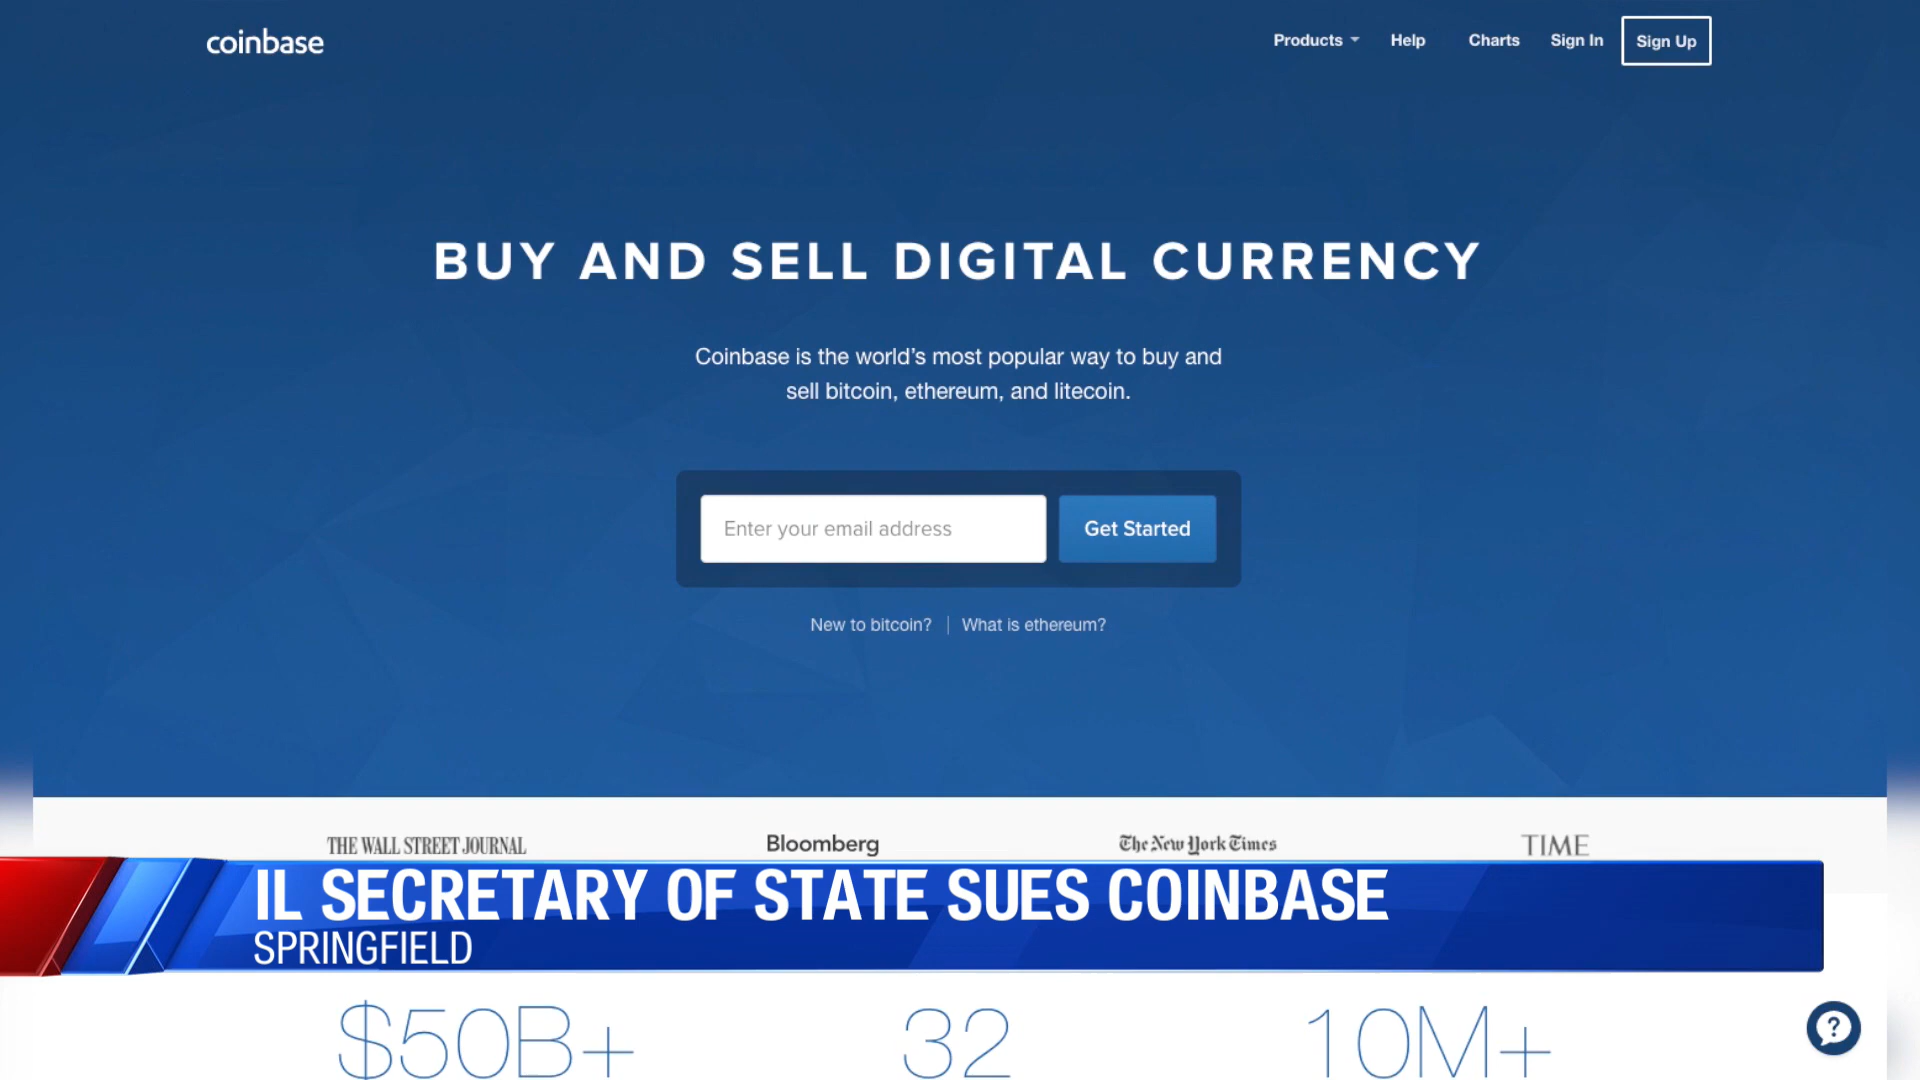 coinbase
Products Help Charts Sign In Sign Up
BUY AND SELL DIGITAL CURRENCY
Coinbase is the world’s most popular way to buy and
sell bitcoin, ethereum, and litecoin.
Enter your email address Get Started
New to bitcoin? What is ethereum?
THE WALL STREET JOURNAL Bloomberg The New York Times TIME
IL SECRETARY OF STATE SUES COINBASE
SPRINGFIELD
$50B+ 32 10M+
?